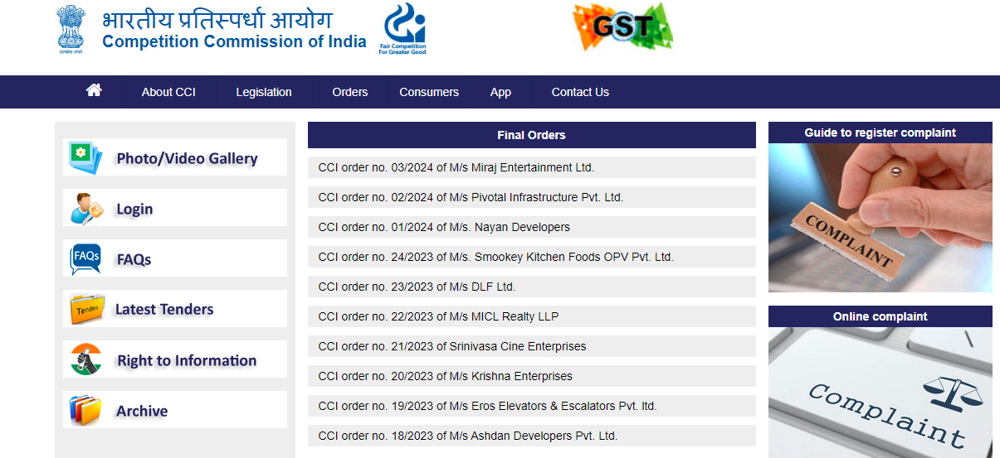 भारतीय प्रतिस्पर्धा आयोग
Competition Commission of India
सत्यमेव जयते
Fair Competition
For Greater Good
GST
About CCI
Legislation
Orders
Consumers
App
Contact Us
Photo/Video Gallery
Login
FAQs
FAQs
Tenders
Latest Tenders
Right to Information
Archive
Final Orders
CCI order no. 03/2024 of M/s Miraj Entertainment Ltd.
CCI order no. 02/2024 of M/s Pivotal Infrastructure Pvt. Ltd.
CCI order no. 01/2024 of M/s. Nayan Developers
CCI order no. 24/2023 of M/s. Smookey Kitchen Foods OPV Pvt. Ltd.
CCI order no. 23/2023 of M/s DLF Ltd.
CCI order no. 22/2023 of M/s MICL Realty LLP
CCI order no. 21/2023 of Srinivasa Cine Enterprises
CCI order no. 20/2023 of M/s Krishna Enterprises
CCI order no. 19/2023 of M/s Eros Elevators & Escalators Pvt. ltd.
CCI order no. 18/2023 of M/s Ashdan Developers Pvt. Ltd.
Guide to register complaint
COMPLAINT
Online complaint
Complaint